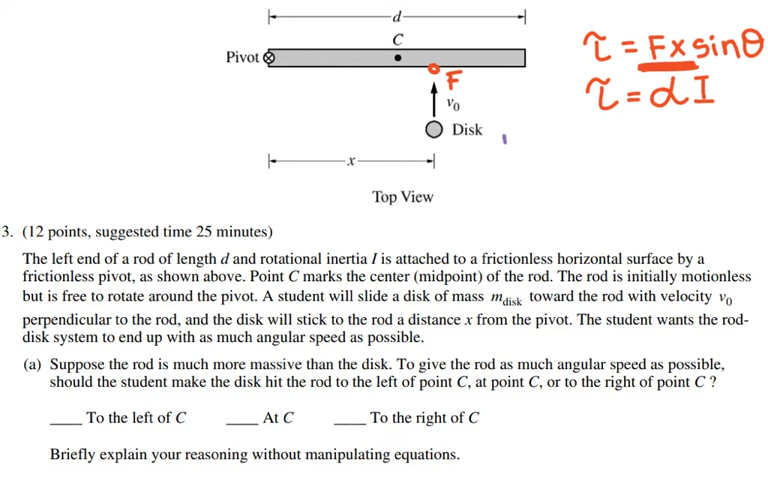 d
C
τ = Fx sinθ
Pivot
F
τ = αI
v₀
Disk
x
Top View
3. (12 points, suggested time 25 minutes)
The left end of a rod of length d and rotational inertia I is attached to a frictionless horizontal surface by a
frictionless pivot, as shown above. Point C marks the center (midpoint) of the rod. The rod is initially motionless
but is free to rotate around the pivot. A student will slide a disk of mass m_disk toward the rod with velocity v₀
perpendicular to the rod, and the disk will stick to the rod a distance x from the pivot. The student wants the rod-
disk system to end up with as much angular speed as possible.
(a) Suppose the rod is much more massive than the disk. To give the rod as much angular speed as possible,
should the student make the disk hit the rod to the left of point C, at point C, or to the right of point C ?
____ To the left of C ____ At C ____ To the right of C
Briefly explain your reasoning without manipulating equations.